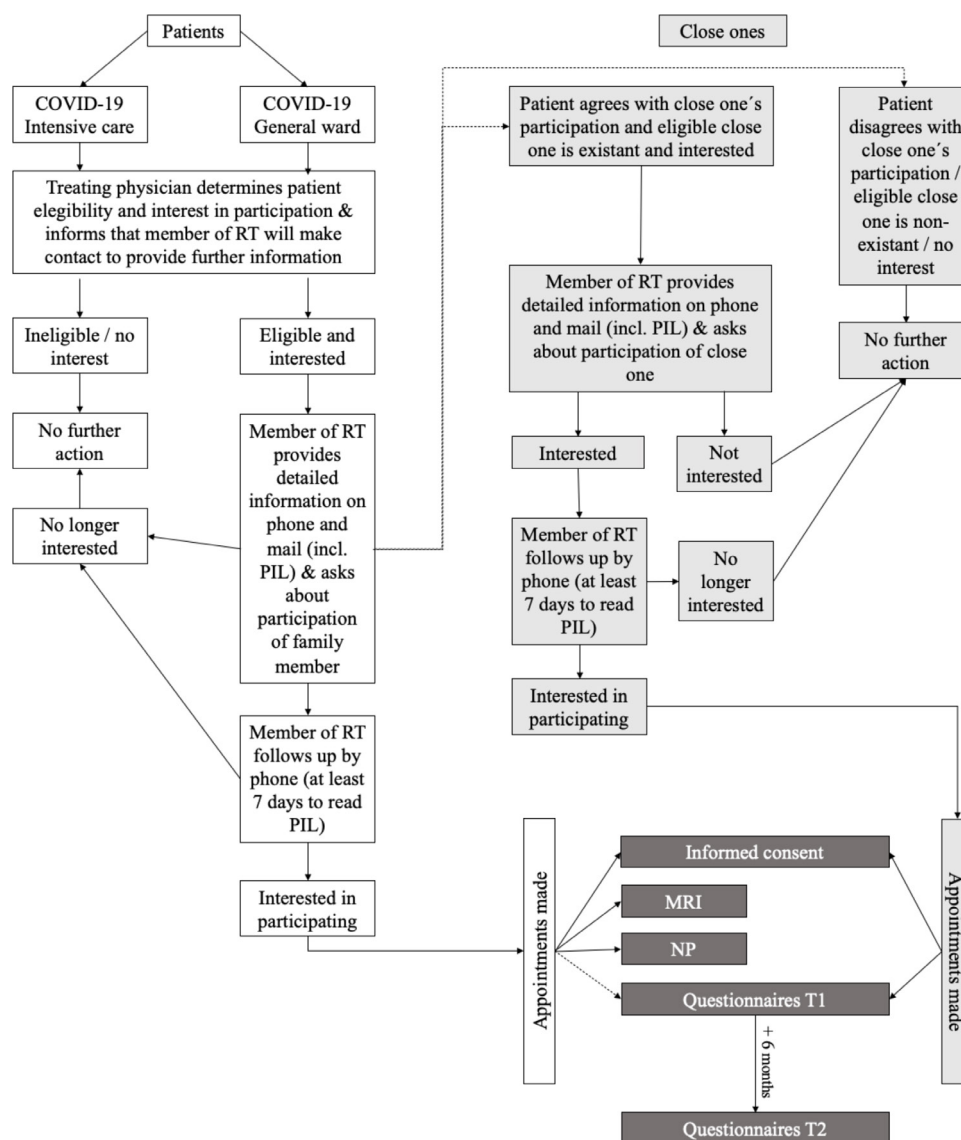 Patients
COVID-19
Intensive care
COVID-19
General ward
Treating physician determines patient
elegibility and interest in participation &
informs that member of RT will make
contact to provide further information
Ineligible / no
interest
Eligible and
interested
No further
action
No longer
interested
Member of RT
provides
detailed
information on
phone and
mail (incl.
PIL) & asks
about
participation
of family
member
Member of RT
follows up by
phone (at least
7 days to read
PIL)
Interested in
participating
Close ones
Patient agrees with close one´s
participation and eligible close
one is existant and interested
Patient
disagrees with
close one´s
participation /
eligible close
one is non-
existant / no
interest
Member of RT provides
detailed information on phone
and mail (incl. PIL) & asks
about participation of close
one
No further
action
Interested
Not
interested
Member of RT
follows up by
phone (at least
7 days to read
PIL)
No
longer
interested
Interested in
participating
Appointments made
Informed consent
MRI
NP
Questionnaires T1
+ 6 months
Questionnaires T2
Appointments made